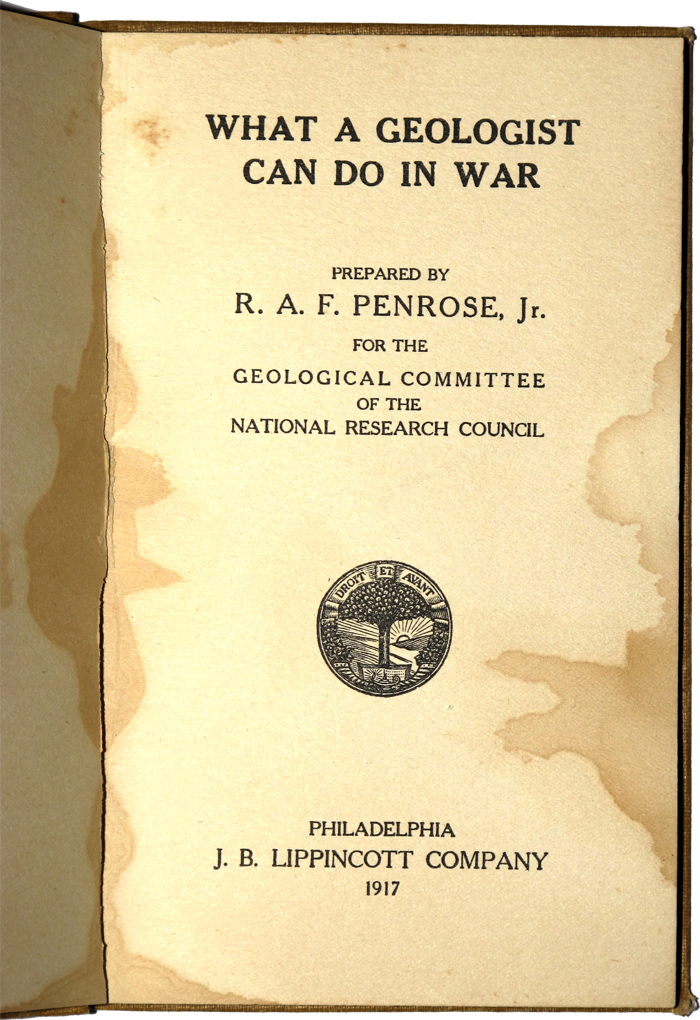 WHAT A GEOLOGIST
CAN DO IN WAR
PREPARED BY
R. A. F. PENROSE, Jr.
FOR THE
GEOLOGICAL COMMITTEE
OF THE
NATIONAL RESEARCH COUNCIL
DROIT ET AVANT
PHILADELPHIA
J. B. LIPPINCOTT COMPANY
1917